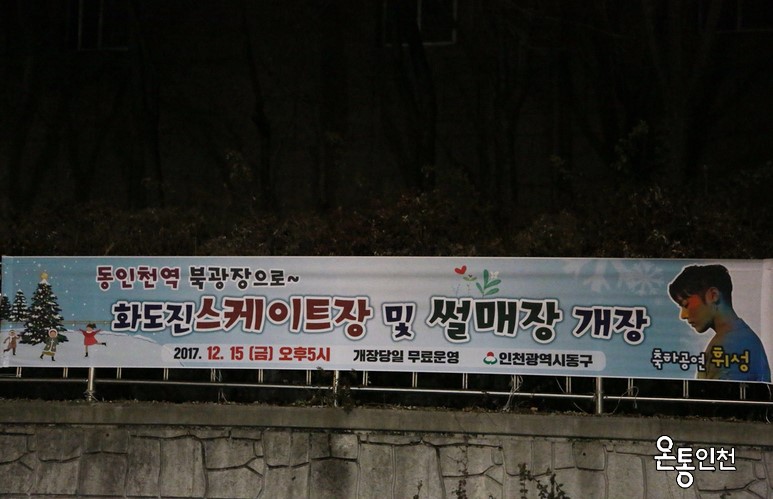 동인천역 북광장으로~
화도진스케이트장 및 썰매장 개장
2017. 12. 15 (금) 오후5시 개장당일 무료운영 인천광역시동구
축하공연 휘성
온통인천